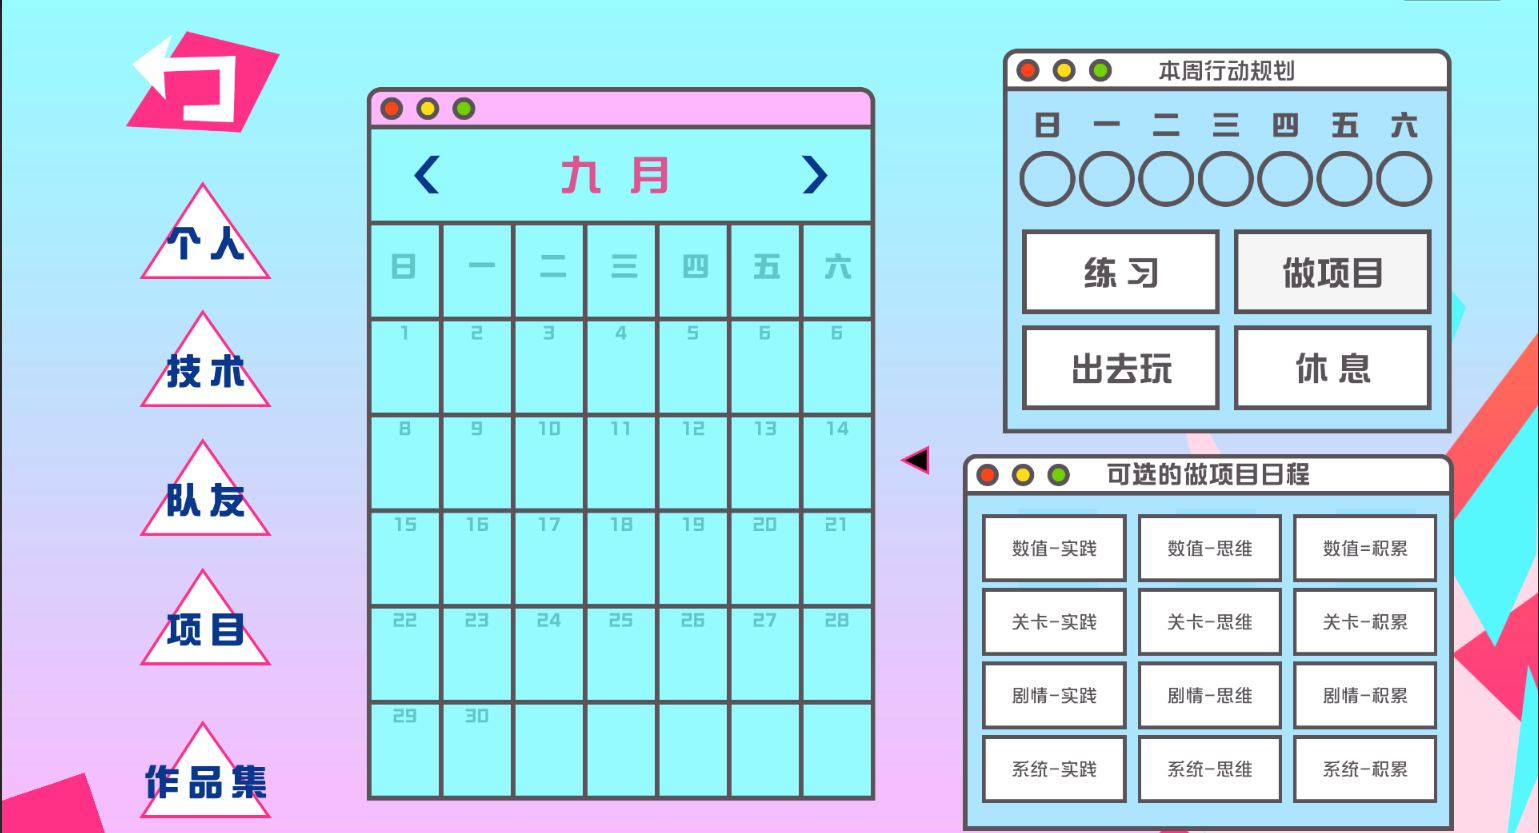 个人
技术
队友
项目
作品集
九 月
日 一 二 三 四 五 六
1 2 3 4 5 6 6
8 9 10 11 12 13 14
15 16 17 18 19 20 21
22 23 24 25 26 27 28
29 30
本周行动规划
日 一 二 三 四 五 六
练习 做项目
出去玩 休息
可选的做项目日程
数值-实践 数值-思维 数值=积累
关卡-实践 关卡-思维 关卡-积累
剧情-实践 剧情-思维 剧情-积累
系统-实践 系统-思维 系统-积累